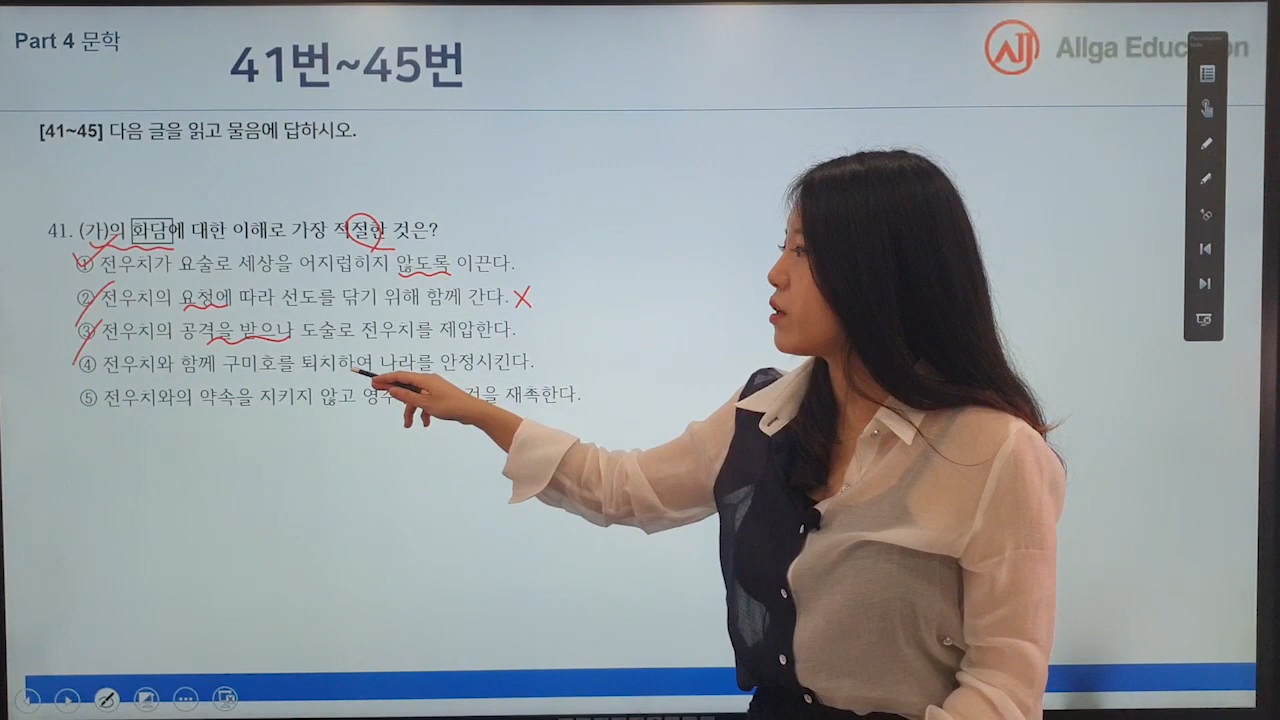 Part 4 문학
41번~45번
Allga Education
[41~45] 다음 글을 읽고 물음에 답하시오.
41. (가)의 화담에 대한 이해로 가장 적절한 것은?
① 전우치가 요술로 세상을 어지럽히지 않도록 이끈다.
② 전우치의 요청에 따라 선도를 닦기 위해 함께 간다.
③ 전우치의 공격을 받으나 도술로 전우치를 제압한다.
④ 전우치와 함께 구미호를 퇴치하여 나라를 안정시킨다.
⑤ 전우치와의 약속을 지키지 않고 재촉한다.